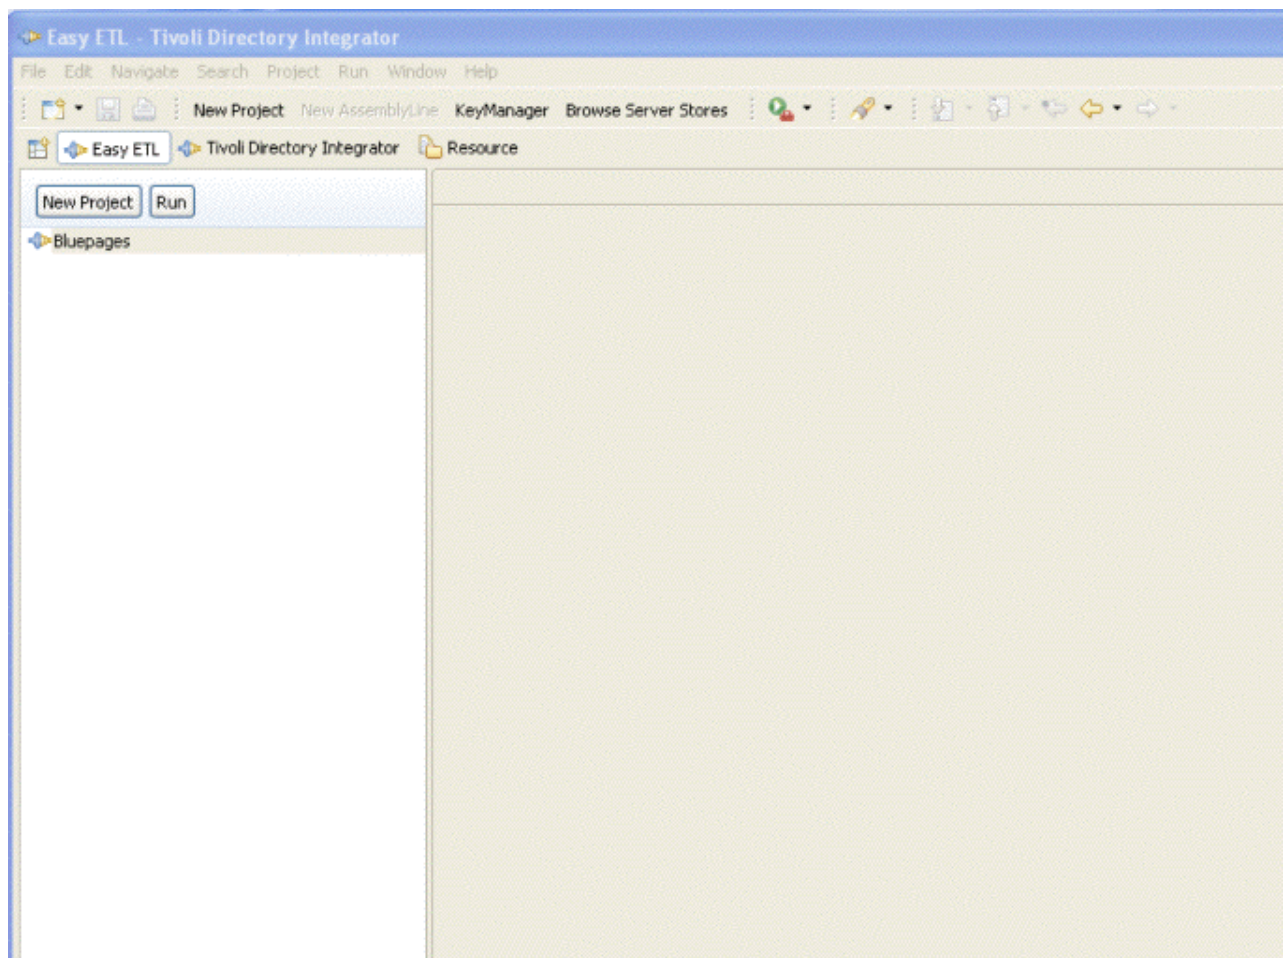 Easy ETL - Tivoli Directory Integrator
File Edit Navigate Search Project Run Window Help
New Project New AssemblyLine KeyManager Browse Server Stores
Easy ETL Tivoli Directory Integrator Resource
New Project Run
Bluepages